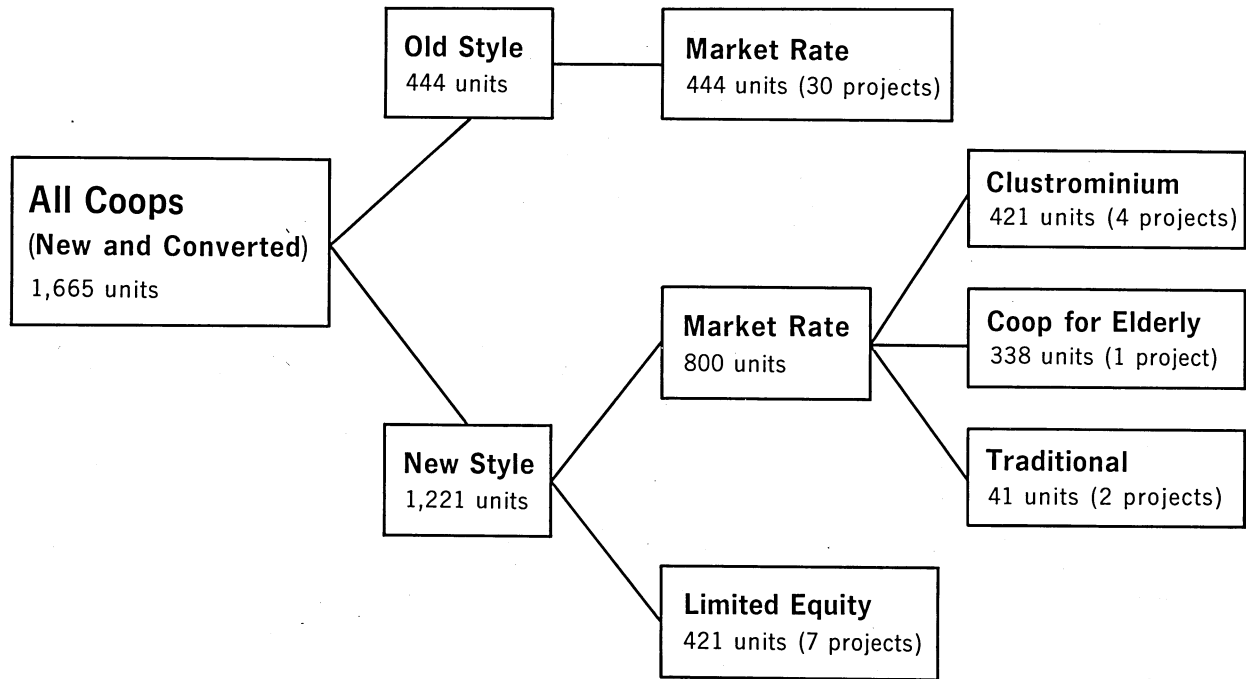 Old Style
444 units
Market Rate
444 units (30 projects)
All Coops
(New and Converted)
1,665 units
Clustrominium
421 units (4 projects)
Market Rate
800 units
Coop for Elderly
338 units (1 project)
New Style
1,221 units
Traditional
41 units (2 projects)
Limited Equity
421 units (7 projects)